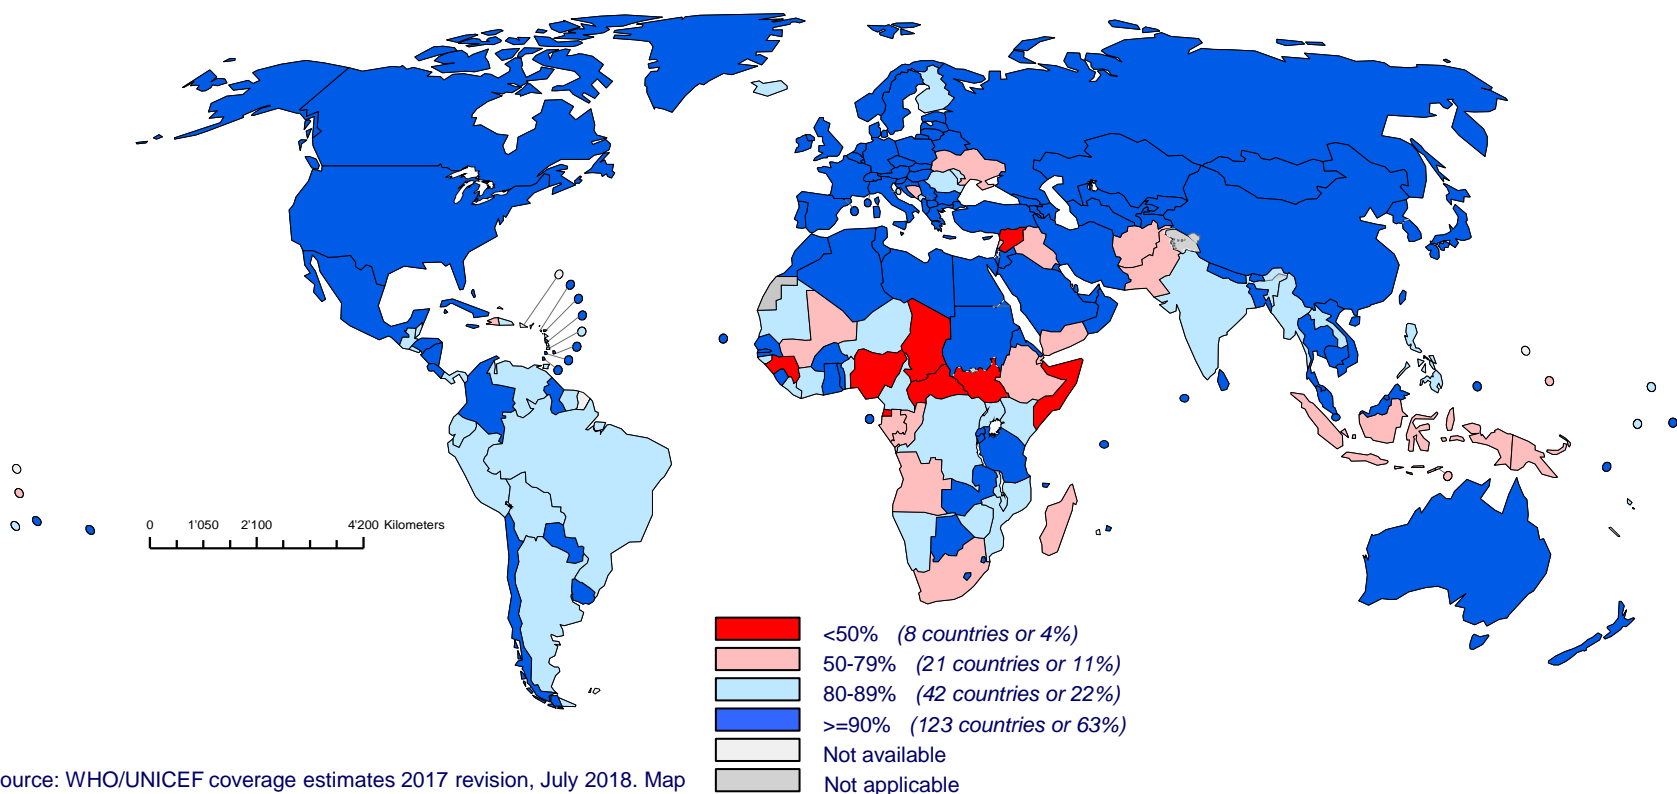 0 1'050 2'100 4'200 Kilometers
<50% (8 countries or 4%)
50-79% (21 countries or 11%)
80-89% (42 countries or 22%)
>=90% (123 countries or 63%)
Not available
ource: WHO/UNICEF coverage estimates 2017 revision, July 2018. Map
Not applicable